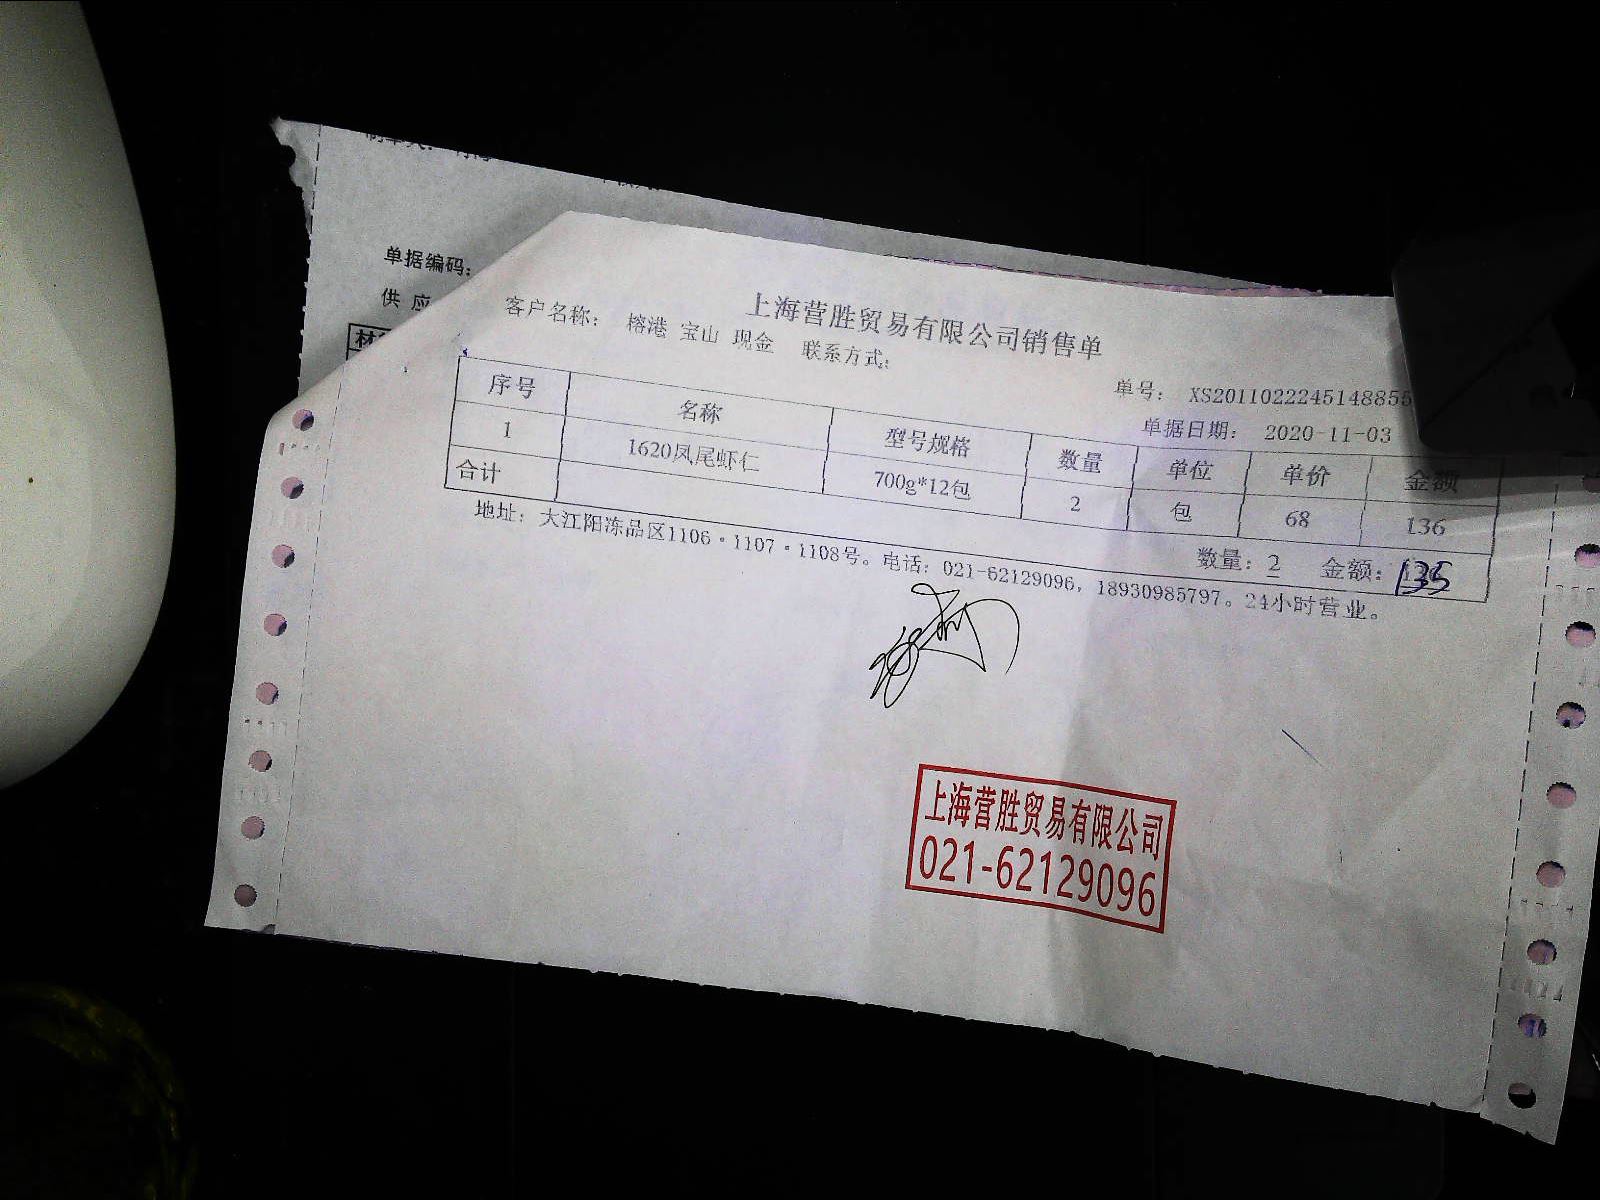 单据编码:
供 应
上海营胜贸易有限公司销售单
客户名称: 榕港 宝山 现金 联系方式:
单号: XS2011022245148855
单据日期: 2020-11-03
序号 名称 型号规格 数量 单位 单价 金额
1 1620凤尾虾仁 700g*12包 2 包 68 136
合计 数量: 2 金额: 135
地址: 大江阳冻品区1106·1107·1108号。电话: 021-62129096, 18930985797。24小时营业。
上海营胜贸易有限公司
021-62129096